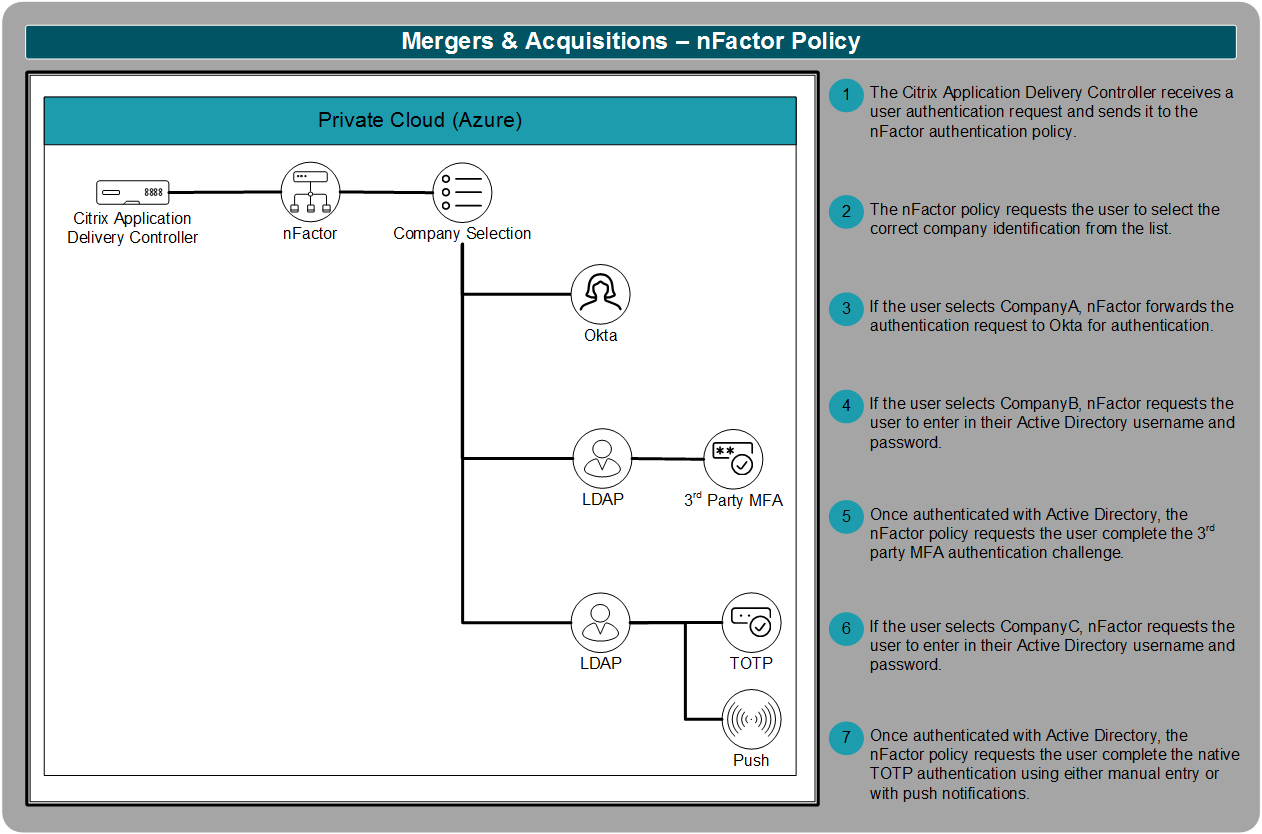 Mergers & Acquisitions – nFactor Policy
Private Cloud (Azure)
Citrix Application
Delivery Controller
nFactor
Company Selection
Okta
LDAP
3rd Party MFA
LDAP
TOTP
Push
1
The Citrix Application Delivery Controller receives a
user authentication request and sends it to the
nFactor authentication policy.
2
The nFactor policy requests the user to select the
correct company identification from the list.
3
If the user selects CompanyA, nFactor forwards the
authentication request to Okta for authentication.
4
If the user selects CompanyB, nFactor requests the
user to enter in their Active Directory username and
password.
5
Once authenticated with Active Directory, the
nFactor policy requests the user complete the 3rd
party MFA authentication challenge.
6
If the user selects CompanyC, nFactor requests the
user to enter in their Active Directory username and
password.
7
Once authenticated with Active Directory, the
nFactor policy requests the user complete the native
TOTP authentication using either manual entry or
with push notifications.